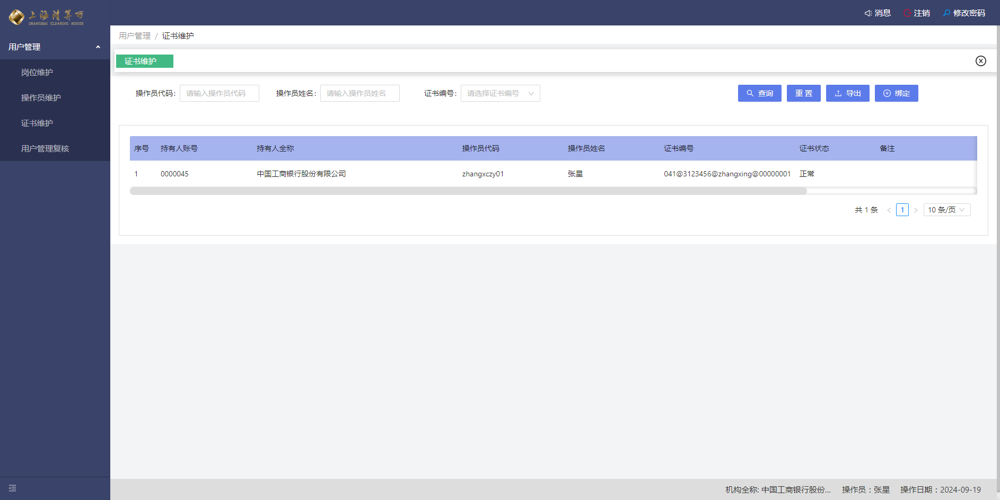 上海清算所
SHANGHAI CLEARING HOUSE
消息 注销 修改密码
用户管理
岗位维护
操作员维护
证书维护
用户管理复核
用户管理 / 证书维护
证书维护
操作员代码: 请输入操作员代码 操作员姓名: 请输入操作员姓名 证书编号: 请选择证书编号 查询 重 置 导出 绑定
序号 持有人账号 持有人全称 操作员代码 操作员姓名 证书编号 证书状态 备注
1 0000045 中国工商银行股份有限公司 zhangxczy01 张星 041@3123456@zhangxing@00000001 正常
共 1 条 < 1 > 10 条/页
机构全称: 中国工商银行股份... 操作员：张星 操作日期：2024-09-19